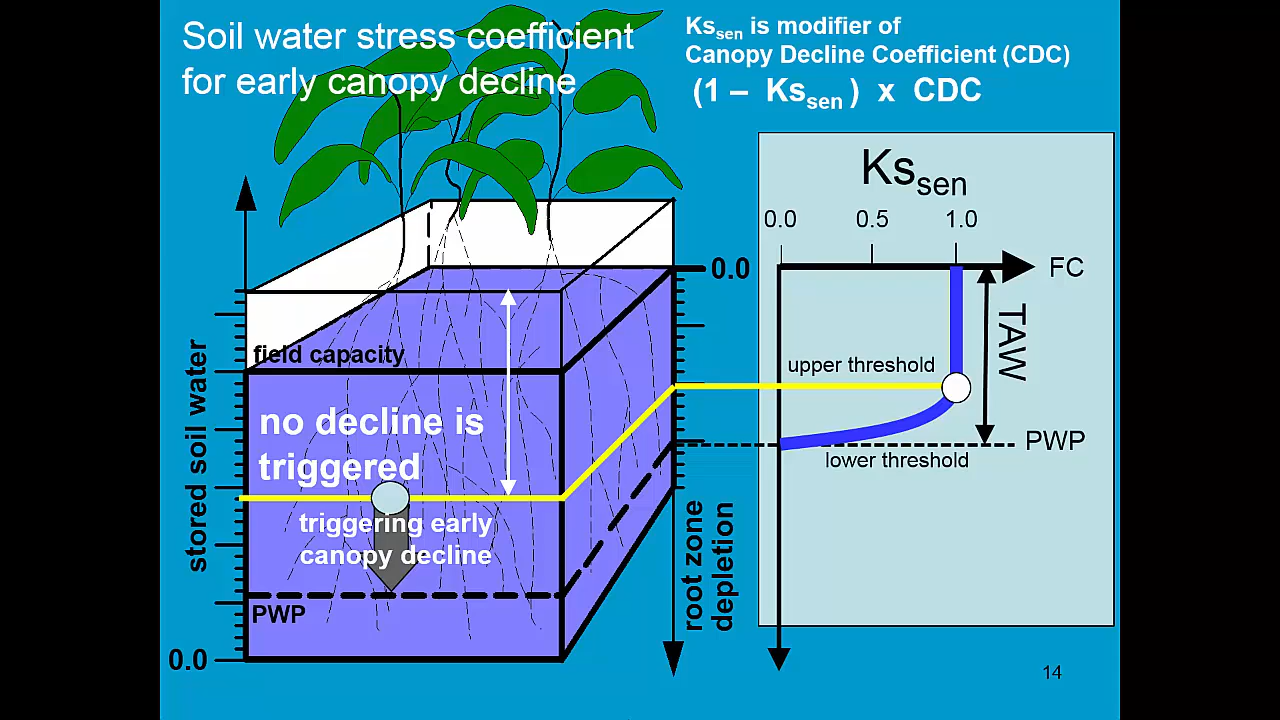 Soil water stress coefficient
for early canopy decline
Kssen is modifier of
Canopy Decline Coefficient (CDC)
(1 – Kssen ) x CDC
Kssen
0.0 0.5 1.0
FC
TAW
upper threshold
PWP
lower threshold
0.0
field capacity
no decline is
triggered
triggering early
canopy decline
PWP
stored soil water
0.0
root zone
depletion
14